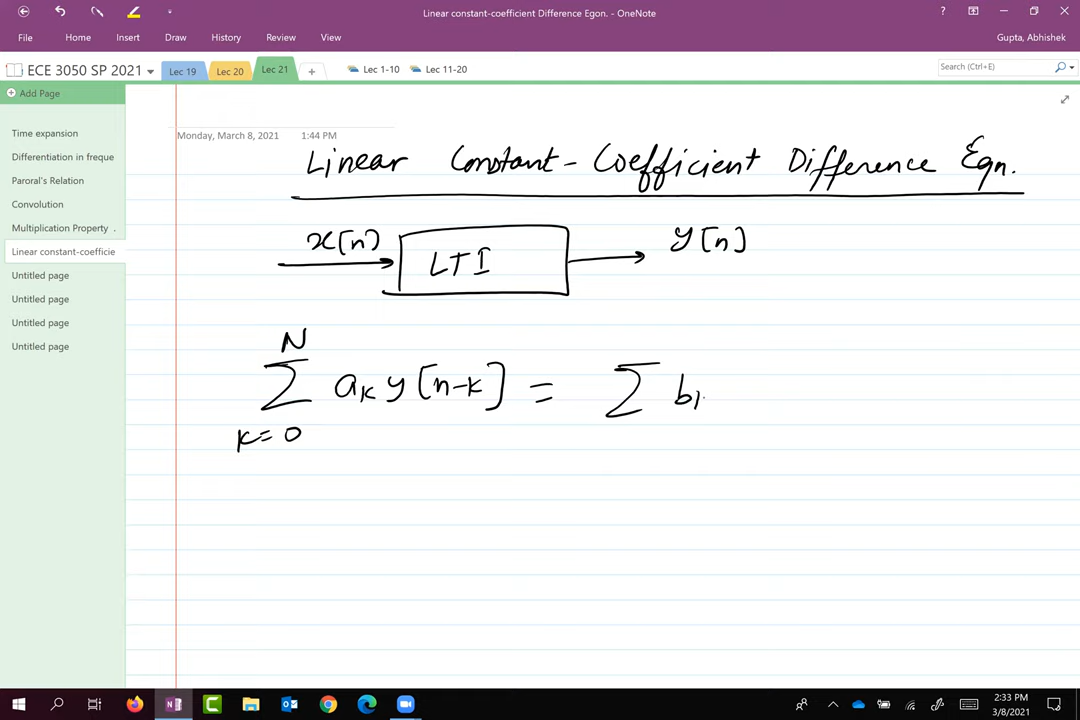 Linear constant-coefficient Difference Eqon. - OneNote
?
File Home Insert Draw History Review View
Gupta, Abhishek
ECE 3050 SP 2021 Lec 19 Lec 20 Lec 21 + Lec 1-10 Lec 11-20
Search (Ctrl+E)
Add Page
Time expansion
Differentiation in freque
Paroral's Relation
Convolution
Multiplication Property .
Linear constant-coefficie
Untitled page
Untitled page
Untitled page
Untitled page
Monday, March 8, 2021 1:44 PM
Linear Constant-Coefficient Difference Eqn.
x[n] LTI y[n]
N
∑ aₖ y[n-k] = ∑
k=0
2:33 PM
3/8/2021